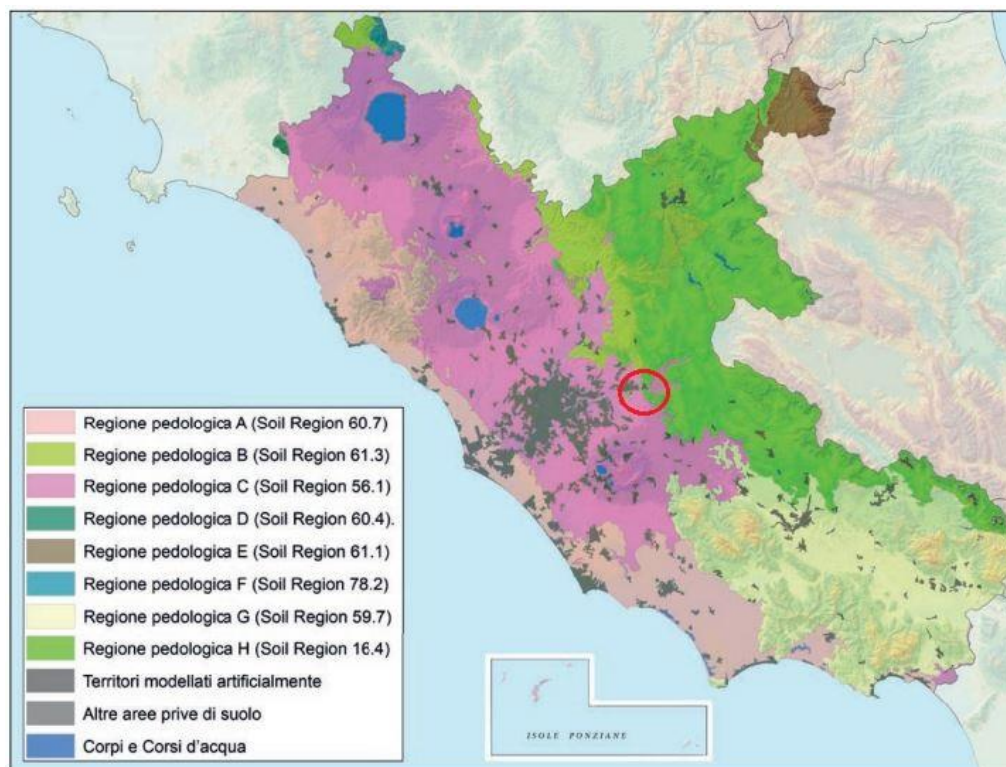 Regione pedologica A (Soil Region 60.7)
Regione pedologica B (Soil Region 61.3)
Regione pedologica C (Soil Region 56.1)
Regione pedologica D (Soil Region 60.4).
Regione pedologica E (Soil Region 61.1)
Regione pedologica F (Soil Region 78.2)
Regione pedologica G (Soil Region 59.7)
Regione pedologica H (Soil Region 16.4)
Territori modellati artificialmente
Altre aree prive di suolo
Corpi e Corsi d'acqua
ISOLE PONZIANE